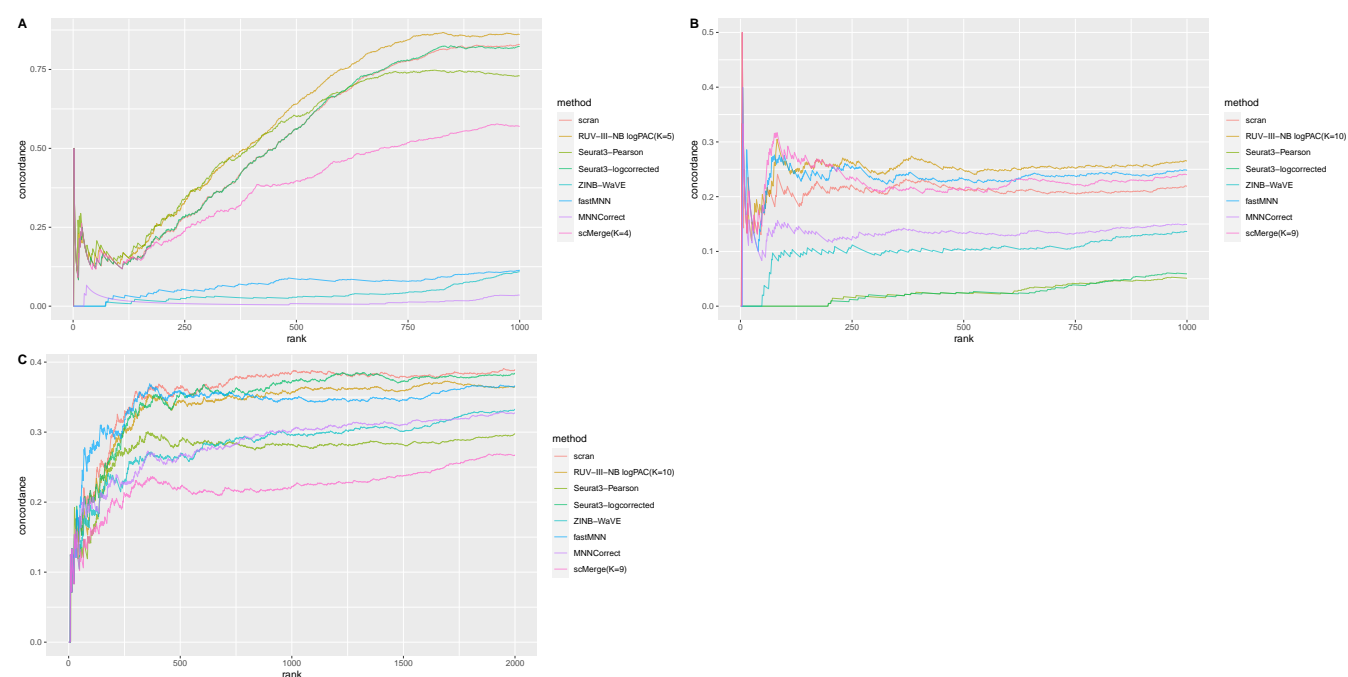 A
concordance
0.75
0.50
0.25
0.00
0
250
500
750
1000
rank
method
scran
RUV−III−NB logPAC(K=5)
Seurat3−Pearson
Seurat3−logcorrected
ZINB−WaVE
fastMNN
MNNCorrect
scMerge(K=4)
B
concordance
0.5
0.4
0.3
0.2
0.1
0.0
0
250
500
750
1000
rank
method
scran
RUV−III−NB logPAC(K=10)
Seurat3−Pearson
Seurat3−logcorrected
ZINB−WaVE
fastMNN
MNNCorrect
scMerge(K=9)
C
concordance
0.4
0.3
0.2
0.1
0.0
0
500
1000
1500
2000
rank
method
scran
RUV−III−NB logPAC(K=10)
Seurat3−Pearson
Seurat3−logcorrected
ZINB−WaVE
fastMNN
MNNCorrect
scMerge(K=9)